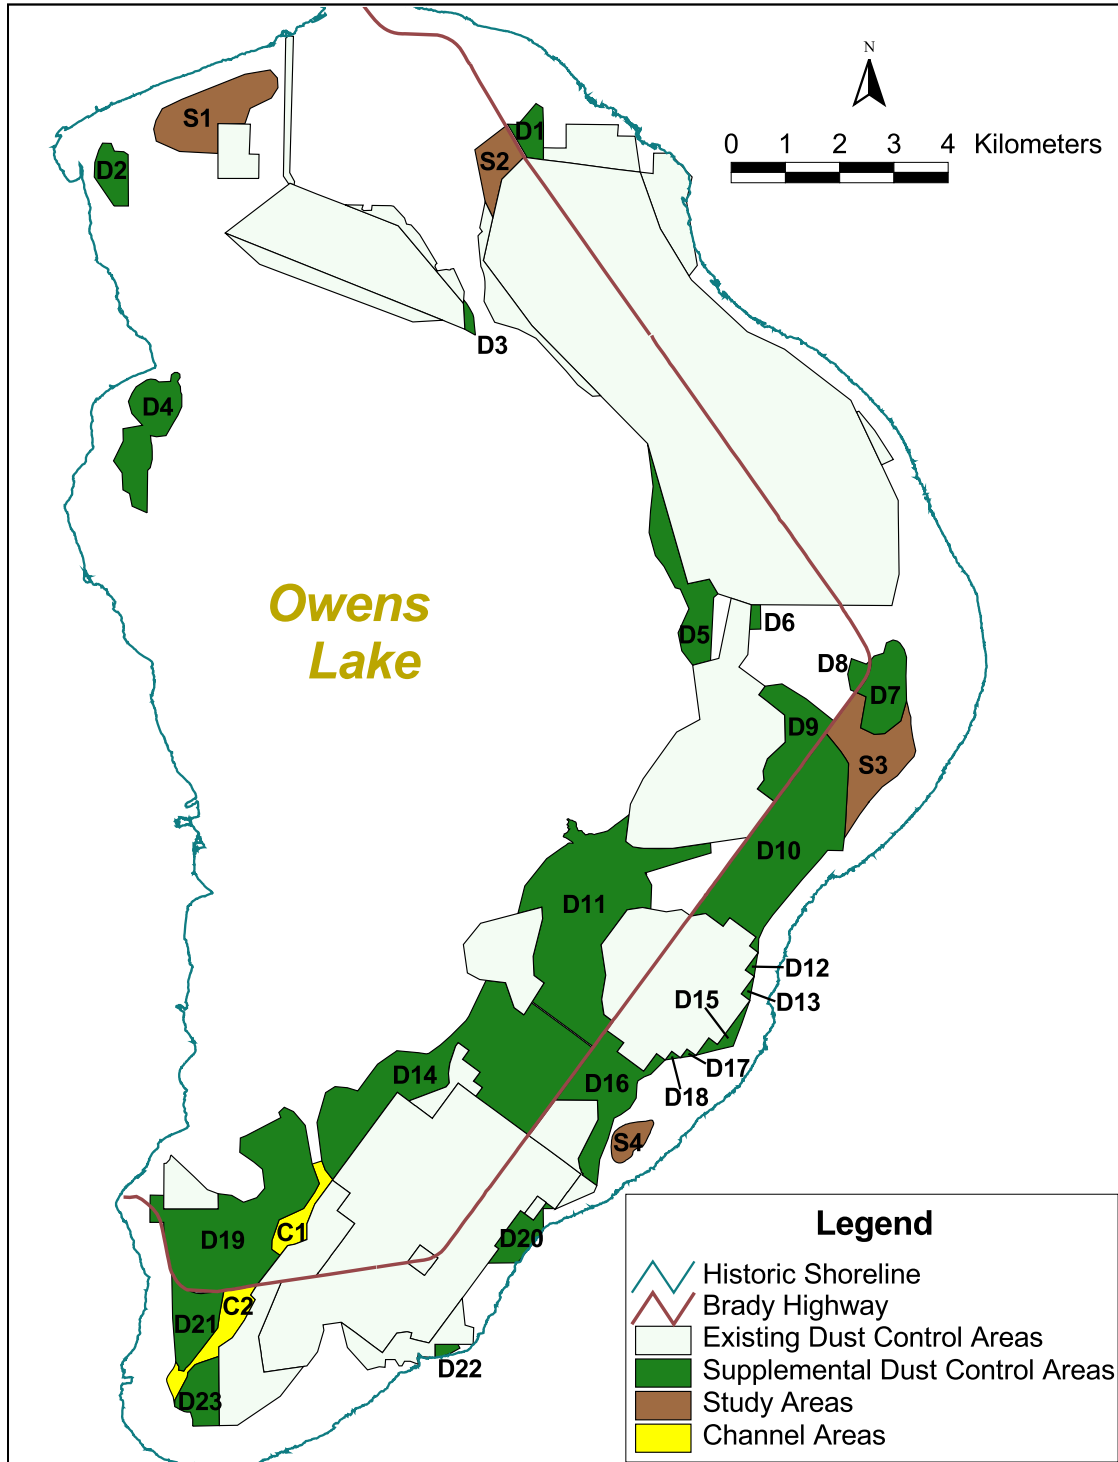 N
0 1 2 3 4 Kilometers
S1
D1
S2
D2
D3
D4
Owens
Lake
D5
D6
D8
D7
D9
S3
D10
D11
D12
D13
D15
D17
D18
D14
D16
S4
C1
D19
D20
C2
D21
D22
D23
Legend
Historic Shoreline
Brady Highway
Existing Dust Control Areas
Supplemental Dust Control Areas
Study Areas
Channel Areas